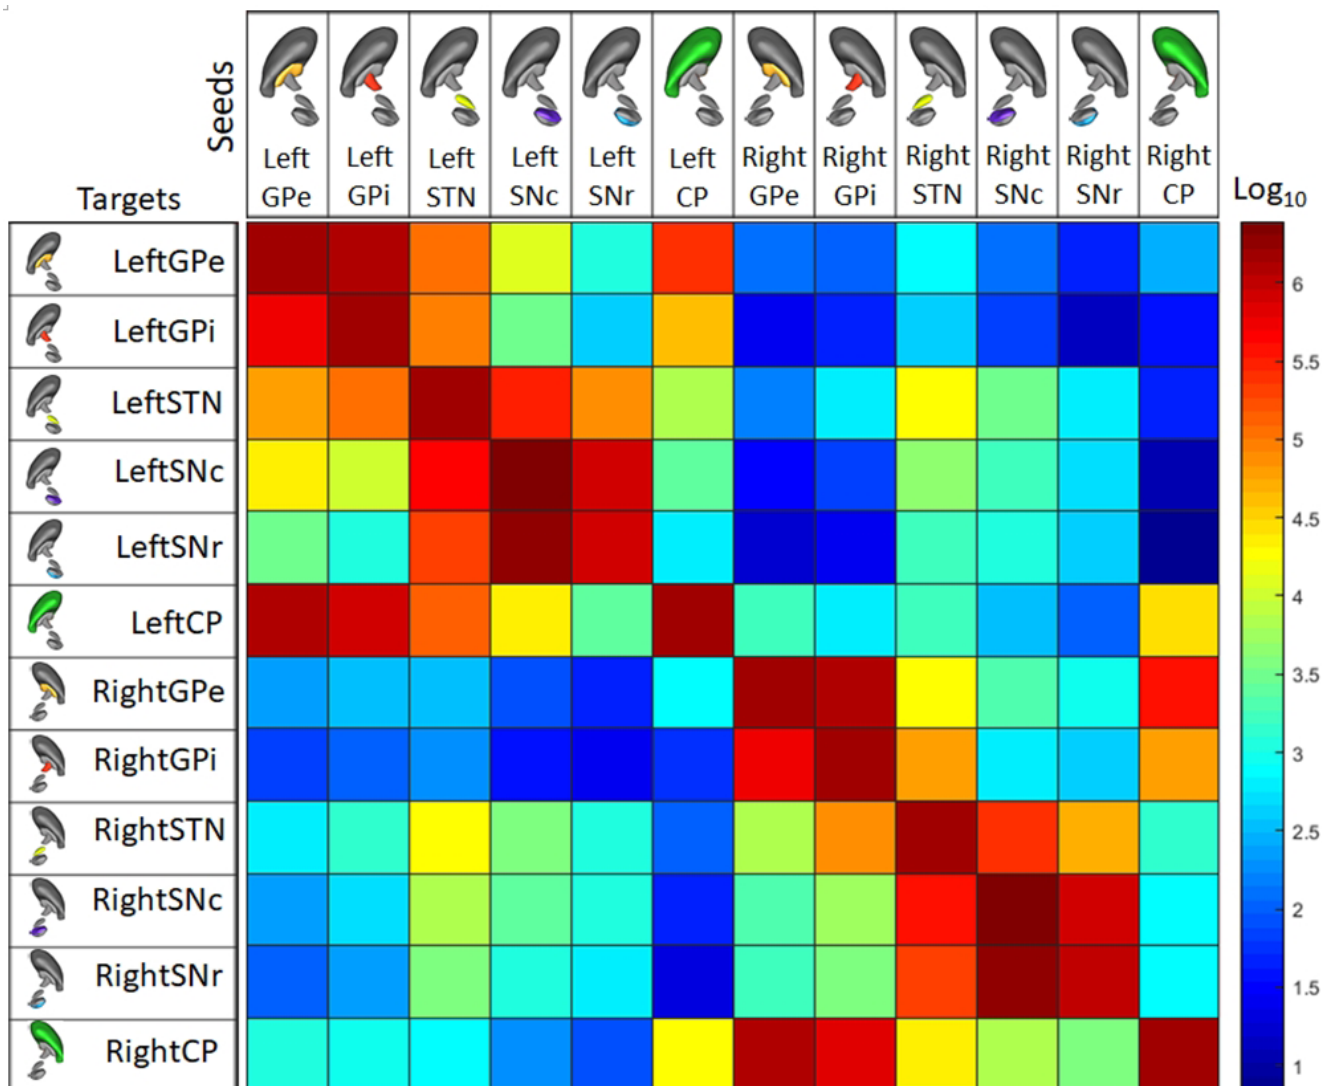 Seeds
Left GPe
Left GPi
Left STN
Left SNc
Left SNr
Left CP
Right GPe
Right GPi
Right STN
Right SNc
Right SNr
Right CP
Targets
Log10
LeftGPe
LeftGPi
LeftSTN
LeftSNc
LeftSNr
LeftCP
RightGPe
RightGPi
RightSTN
RightSNc
RightSNr
RightCP
6
5.5
5
4.5
4
3.5
3
2.5
2
1.5
1